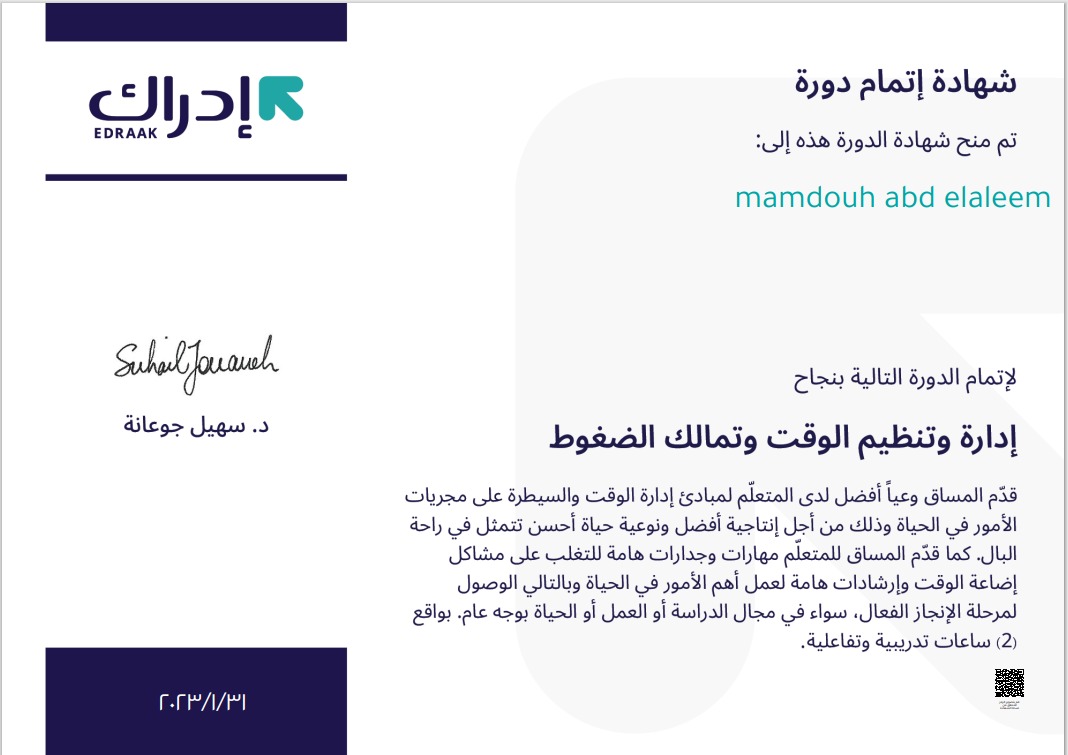 إدراك
EDRAAK
شهادة إتمام دورة
تم منح شهادة الدورة هذه إلى:
mamdouh abd elaleem
لإتمام الدورة التالية بنجاح
إدارة وتنظيم الوقت وتمالك الضغوط
قدّم المساق وعياً أفضل لدى المتعلّم لمبادئ إدارة الوقت والسيطرة على مجريات
الأمور في الحياة وذلك من أجل إنتاجية أفضل ونوعية حياة أحسن تتمثل في راحة
البال. كما قدّم المساق للمتعلّم مهارات وجدارات هامة للتغلب على مشاكل
إضاعة الوقت وإرشادات هامة لعمل أهم الأمور في الحياة وبالتالي الوصول
لمرحلة الإنجاز الفعال، سواء في مجال الدراسة أو العمل أو الحياة بوجه عام. بواقع
(2) ساعات تدريبية وتفاعلية.
Suhail Jouaneh
د. سهيل جوعانة
٢٠٢٣/١/٣١